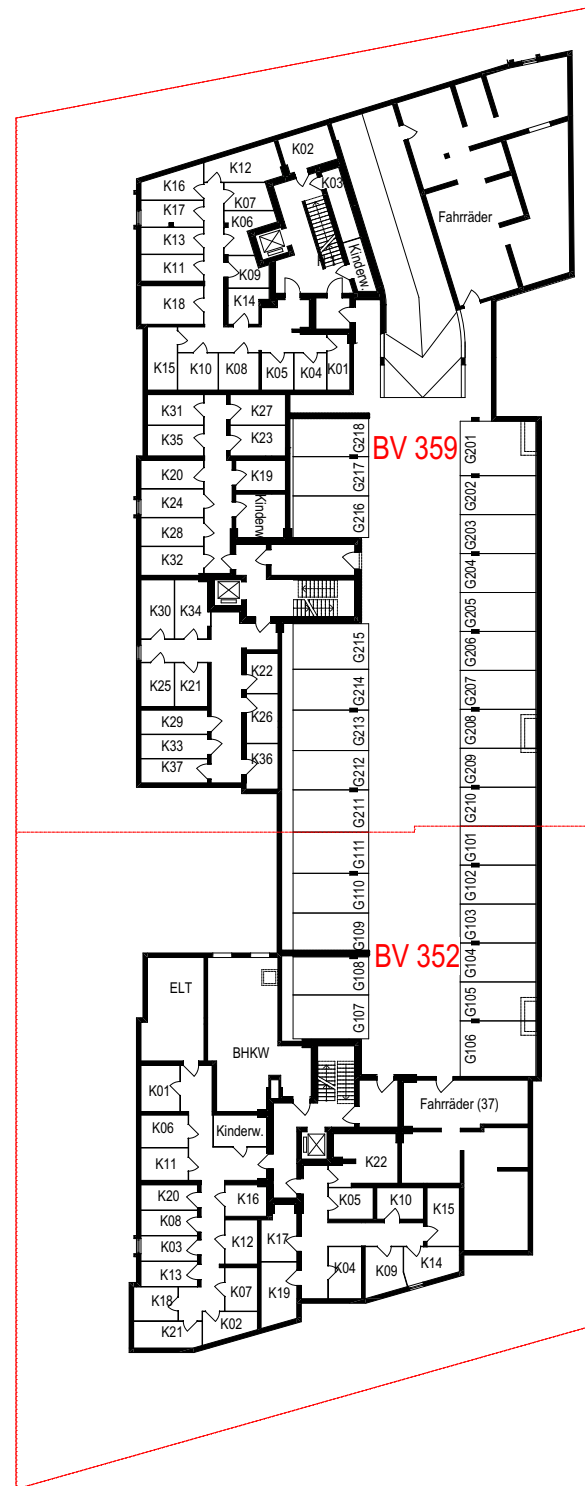 K02
K12
K03
K16
K07
K17
K06
Fahrräder
K13
Kinderw.
K11
K09
K14
K18
K15
K10
K08
K05
K04
K01
K31
K27
K35
K23
G218
BV 359
G201
G217
K20
K19
G202
K24
Kinderw.
G216
G203
K28
K32
G204
K30
K34
G205
G215
G206
K22
K25
K21
G214
G207
K26
K29
G213
G208
K33
K36
G212
G209
K37
G211
G210
G111
G101
G110
G102
G109
G103
BV 352
G104
ELT
G108
G105
G107
BHKW
G106
K01
Fahrräder (37)
K06
Kinderw.
K11
K22
K20
K16
K05
K10
K15
K08
K03
K12
K17
K13
K04
K09
K14
K18
K07
K19
K21
K02